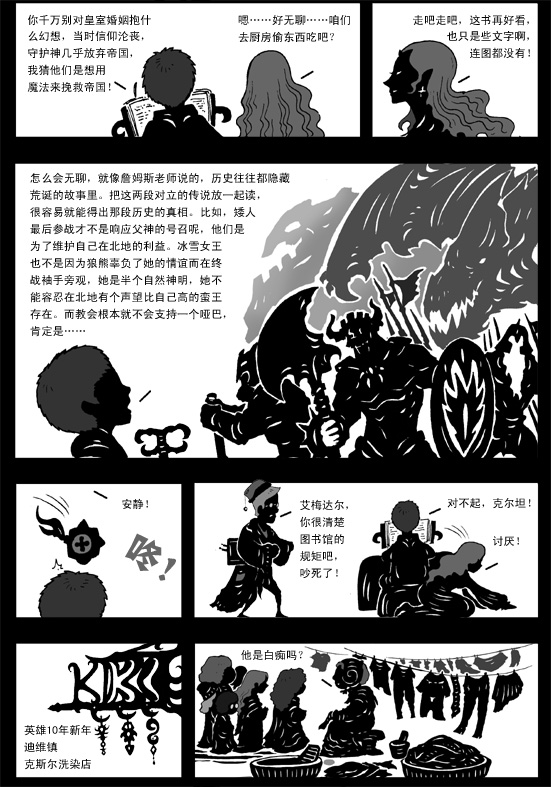 你千万别对皇室婚姻抱什
么幻想，当时信仰沦丧，
守护神几乎放弃帝国，
我猜他们是想用
魔法来挽救帝国！
嗯……好无聊……咱们
去厨房偷东西吃吧？
走吧走吧，这书再好看，
也只是些文字啊，
连图都没有！
怎么会无聊，就像詹姆斯老师说的，历史往往都隐藏
荒诞的故事里。把这两段对立的传说放一起读，
很容易就能得出那段历史的真相。比如，矮人
最后参战才不是响应父神的号召呢，他们是
为了维护自己在北地的利益。冰雪女王
也不是因为狼熊辜负了她的情谊而在终
战袖手旁观，她是半个自然神明，她不
能容忍在北地有声望比自己高的蛮王
存在。而教会根本就不会支持一个哑巴，
肯定是……
安静！
咚！
艾梅达尔，
你很清楚
图书馆的
规矩吧，
吵死了！
对不起，克尔坦！
讨厌！
英雄10年新年
迪维镇
克斯尔洗染店
他是白痴吗？